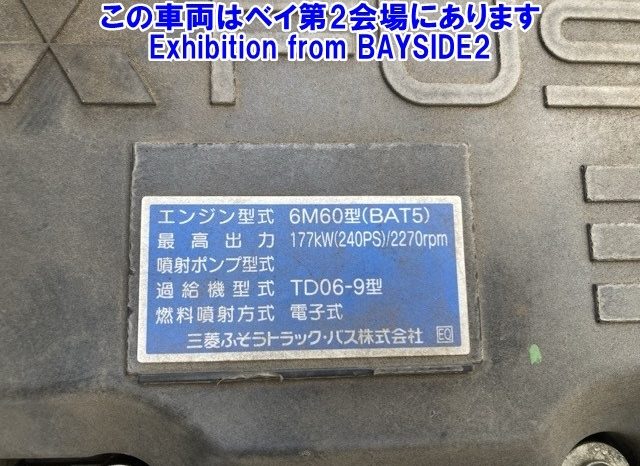 この車両はベイ第2会場にあります
Exhibition from BAYSIDE2
FUSO
エンジン型式 6M60型(BAT5)
最高出力 177kW(240PS)/2270rpm
噴射ポンプ型式
過給機型式 TD06-9型
燃料噴射方式 電子式
三菱ふそうトラック・バス株式会社 EQ